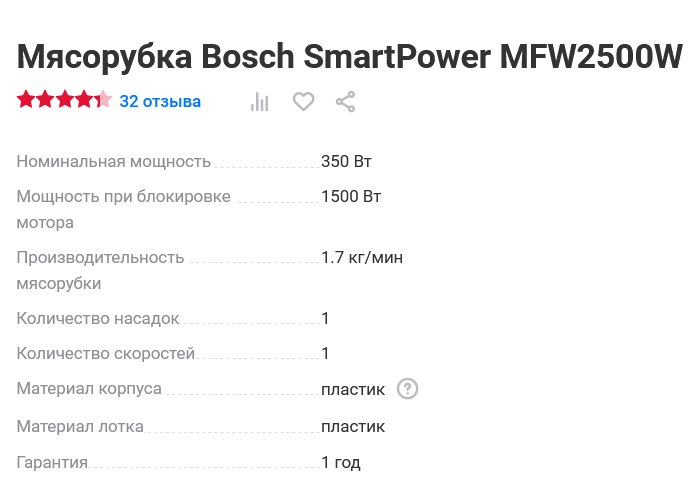 Мясорубка Bosch SmartPower MFW2500W
32 отзыва
Номинальная мощность 350 Вт
Мощность при блокировке 1500 Вт
мотора
Производительность 1.7 кг/мин
мясорубки
Количество насадок 1
Количество скоростей 1
Материал корпуса пластик ?
Материал лотка пластик
Гарантия 1 год